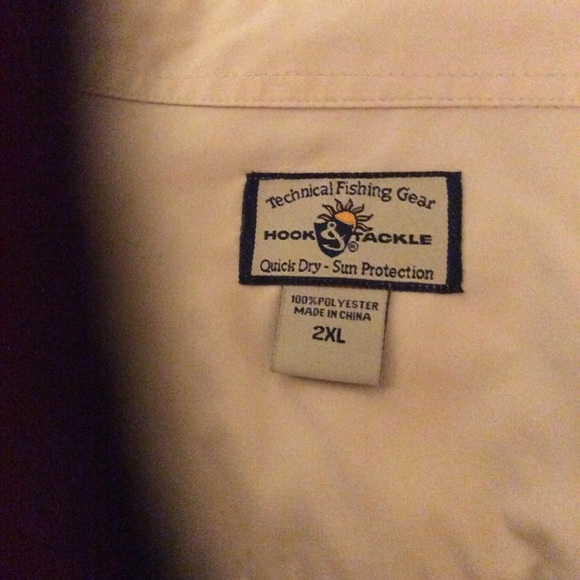 Technical Fishing Gear
HOOK & TACKLE ®
Quick Dry - Sun Protection
100% POLYESTER
MADE IN CHINA
2XL